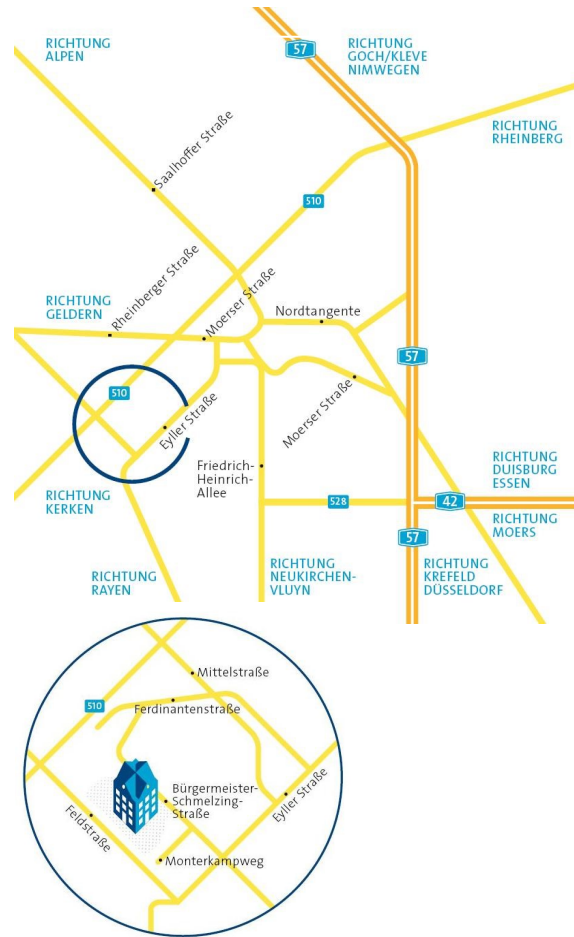 RICHTUNG
ALPEN
57
RICHTUNG
GOCH/KLEVE
NIMWEGEN
RICHTUNG
RHEINBERG
Saalhoffer Straße
510
Rheinberger Straße
Moerser Straße
RICHTUNG
GELDERN
Nordtangente
57
510
Eyller Straße
Moerser Straße
Friedrich-
Heinrich-
Allee
RICHTUNG
DUISBURG
ESSEN
RICHTUNG
KERKEN
528
42
RICHTUNG
MOERS
57
RICHTUNG
RAYEN
RICHTUNG
NEUKIRCHEN-
VLUYN
RICHTUNG
KREFELD
DÜSSELDORF
Mittelstraße
510
Ferdinantenstraße
Bürgermeister-
Schmelzing-
Straße
Eyller Straße
Feldstraße
Monterkampweg